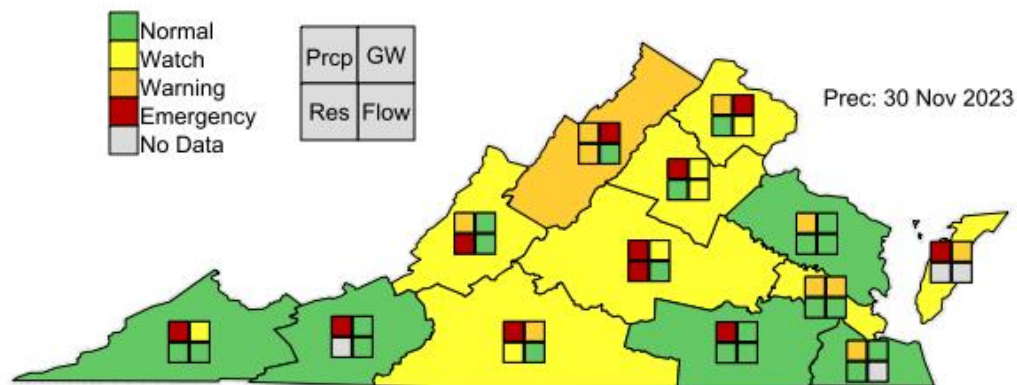 Normal
Watch
Warning
Emergency
No Data
Prcp GW
Res Flow
Prec: 30 Nov 2023